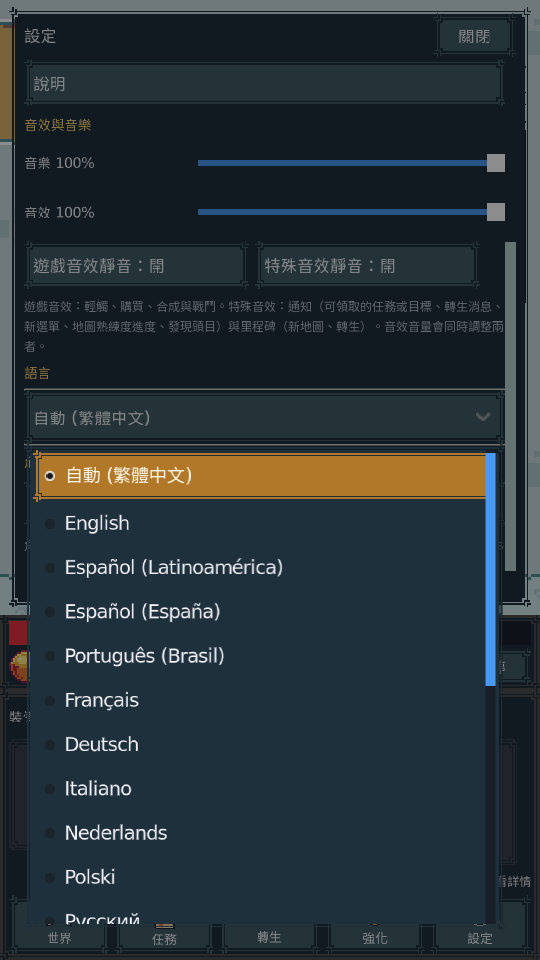 設定
關閉
說明
音效與音樂
音樂 100%
音效 100%
遊戲音效靜音：開
特殊音效靜音：開
遊戲音效：輕觸、購買、合成與戰鬥。特殊音效：通知（可領取的任務或目標、轉生消息、
新選單、地圖熟練度進度、發現頭目）與里程碑（新地圖、轉生）。音效音量會同時調整兩
者。
語言
自動 (繁體中文)
自動 (繁體中文)
English
Español (Latinoamérica)
Español (España)
Português (Brasil)
Français
Deutsch
Italiano
Nederlands
Polski
Русский
詳情
世界
任務
轉生
強化
設定